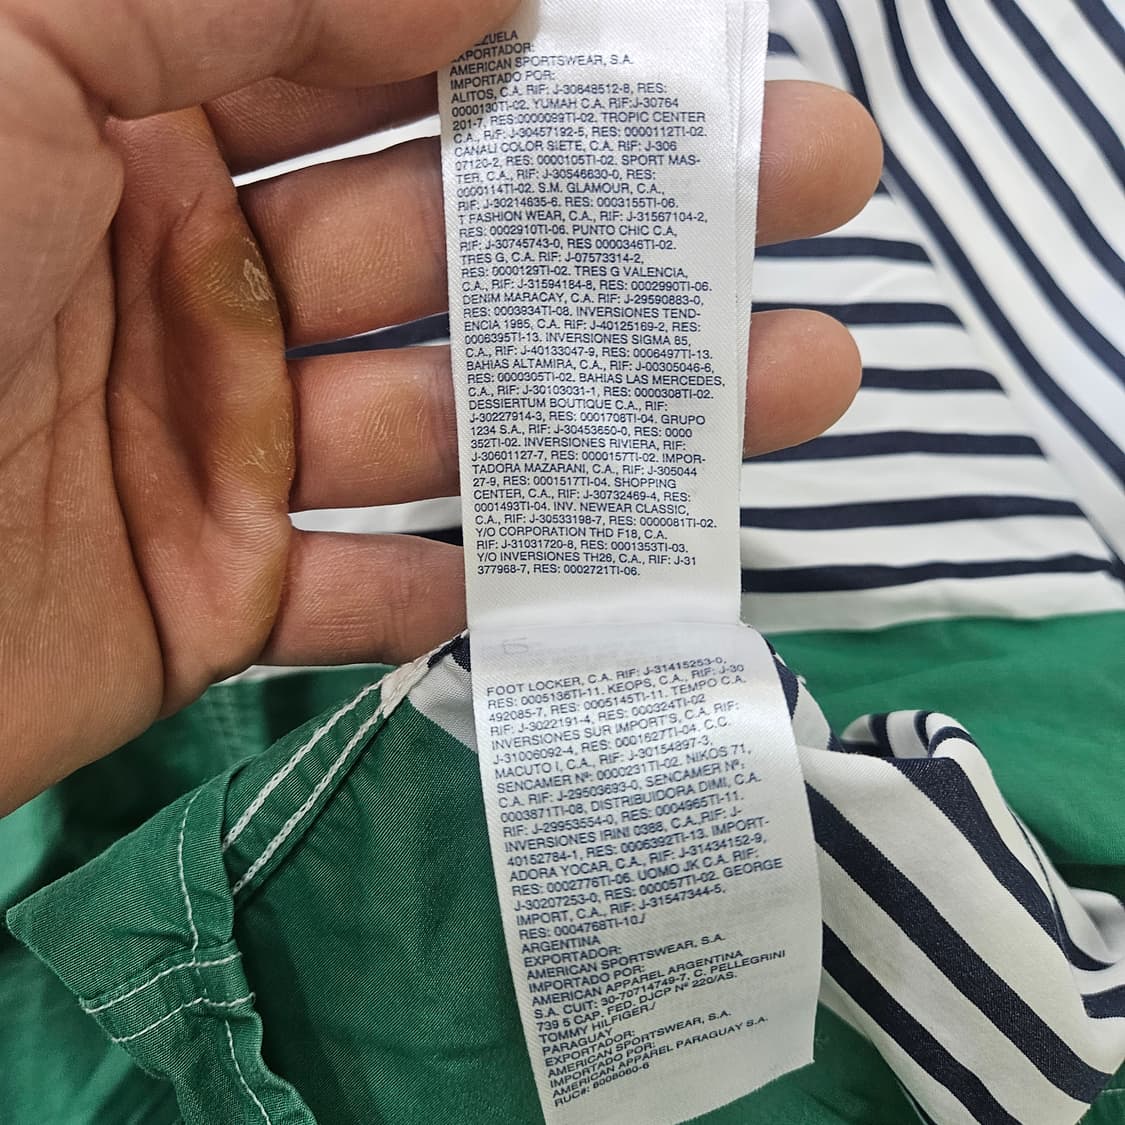 ZUELA
EXPORTADOR:
AMERICAN SPORTSWEAR, S.A.
IMPORTADO POR:
ALITOS, C.A. RIF: J-30648512-8, RES:
0000130TI-02. YUMAH C.A. RIF:J-30764
201-7, RES:0000099TI-02. TROPIC CENTER
C.A., RIF: J-30457192-5, RES: 0000112TI-02.
CANALI COLOR SIETE, C.A., RIF: J-306
07120-2, RES: 0000105TI-02. SPORT MAS-
TER, C.A., RIF: J-30546630-0, RES:
0000114TI-02. S.M. GLAMOUR, C.A.,
RIF: J-30214635-6. RES: 0003155TI-06.
T FASHION WEAR, C.A., RIF: J-31567104-2,
RES: 0002910TI-06. PUNTO CHIC C.A,
RIF: J-30745743-0, RES 0000346TI-02.
TRES G, C.A. RIF: J-07573314-2,
RES: 0000129TI-02. TRES G VALENCIA,
C.A., RIF: J-31594184-8, RES: 0002990TI-06.
DENIM MARACAY, C.A. RIF: J-29590883-0,
RES: 0003934TI-08. INVERSIONES TEND-
ENCIA 1985, C.A. RIF: J-40125169-2, RES:
0006395TI-13. INVERSIONES SIGMA 85,
C.A., RIF: J-40133047-9, RES: 0006497TI-13.
BAHIAS ALTAMIRA, C.A., RIF: J-00305046-6,
RES: 0000305TI-02. BAHIAS LAS MERCEDES,
C.A., RIF: J-30103031-1, RES: 0000308TI-02.
DESSIERTUM BOUTIQUE C.A., RIF:
J-30227914-3, RES: 0001708TI-04. GRUPO
1234 S.A., RIF: J-30453650-0, RES: 0000
352TI-02. INVERSIONES RIVIERA, RIF:
J-30601127-7, RES: 0000157TI-02. IMPOR-
TADORA MAZARANI, C.A., RIF: J-305044
27-9, RES: 0001517TI-04. SHOPPING
CENTER, C.A., RIF: J-30732469-4, RES:
0001493TI-04. INV. NEWEAR CLASSIC,
C.A., RIF: J-30533198-7, RES: 0000081TI-02.
Y/O CORPORATION THD F18, C.A.
RIF: J-31031720-8, RES: 0001353TI-03.
Y/O INVERSIONES TH26, C.A., RIF: J-31
377968-7, RES: 0002721TI-06.
FOOT LOCKER, C.A. RIF: J-31415253-0,
RES: 0005136TI-11. KEOPS, C.A., RIF: J-30
492085-7, RES: 0005145TI-11. TEMPO C.A.
RIF: J-3022191-4, RES: 000324TI-02
INVERSIONES SUR IMPORT'S, C.A. RIF:
J-31006092-4, RES: 0001627TI-04. C.C.
MACUTO I, C.A., RIF: J-30154897-3,
SENCAMER Nº: 0000231TI-02. NIKOS 71,
C.A. RIF: J-29503693-0, SENCAMER Nº:
0003871TI-08, DISTRIBUIDORA DIMI, C.A.
RIF: J-29953554-0, RES: 0004965TI-11.
INVERSIONES IRINI 0388, C.A., RIF: J-
40152784-1, RES: 0006392TI-13. IMPORT-
ADORA YOCAR, C.A., RIF: J-31434152-9,
RES: 0002776TI-06. UOMO JK C.A. RIF:
J-30207253-0, RES: 000057TI-02. GEORGE
IMPORT, C.A., RIF: J-31547344-5,
RES: 0004768TI-10./
ARGENTINA
EXPORTADOR:
AMERICAN SPORTSWEAR, S.A.
IMPORTADO POR:
AMERICAN APPAREL ARGENTINA
S.A. CUIT: 30-70714749-7. C. PELLEGRINI
739 5 CAP. FED. DJCP Nº 220/AS.
TOMMY HILFIGER./
PARAGUAY
EXPORTADOR:
AMERICAN SPORTSWEAR, S.A.
IMPORTADO POR:
AMERICAN APPAREL PARAGUAY S.A.
RUC#: 8008060-6